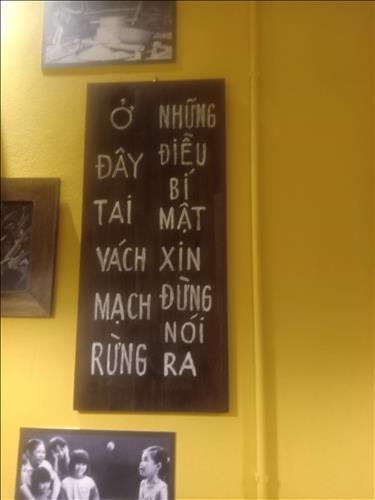 Ở
ĐÂY
TAI
VÁCH
MẠCH
RỪNG
NHỮNG
ĐIỀU
BÍ
MẬT
XIN
ĐỪNG
NÓI
RA